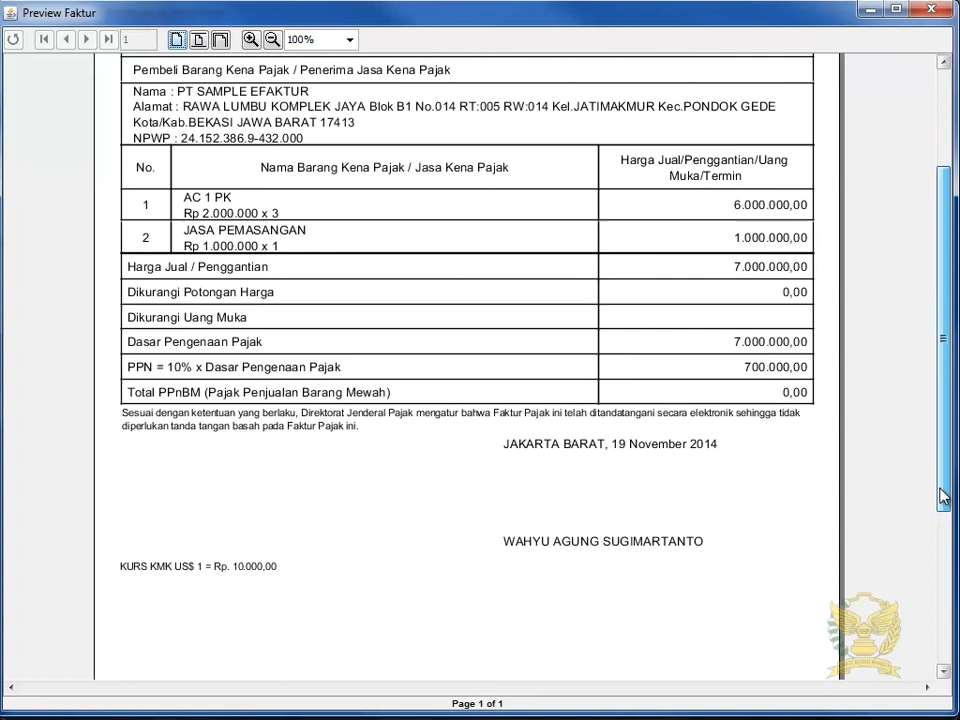 Preview Faktur
1
100%
Pembeli Barang Kena Pajak / Penerima Jasa Kena Pajak
Nama : PT SAMPLE EFAKTUR
Alamat : RAWA LUMBU KOMPLEK JAYA Blok B1 No.014 RT:005 RW:014 Kel.JATIMAKMUR Kec.PONDOK GEDE
Kota/Kab.BEKASI JAWA BARAT 17413
NPWP : 24.152.386.9-432.000
No.
Nama Barang Kena Pajak / Jasa Kena Pajak
Harga Jual/Penggantian/Uang
Muka/Termin
1
AC 1 PK
Rp 2.000.000 x 3
6.000.000,00
2
JASA PEMASANGAN
Rp 1.000.000 x 1
1.000.000,00
Harga Jual / Penggantian 7.000.000,00
Dikurangi Potongan Harga 0,00
Dikurangi Uang Muka
Dasar Pengenaan Pajak 7.000.000,00
PPN = 10% x Dasar Pengenaan Pajak 700.000,00
Total PPnBM (Pajak Penjualan Barang Mewah) 0,00
Sesuai dengan ketentuan yang berlaku, Direktorat Jenderal Pajak mengatur bahwa Faktur Pajak ini telah ditandatangani secara elektronik sehingga tidak
diperlukan tanda tangan basah pada Faktur Pajak ini.
JAKARTA BARAT, 19 November 2014
WAHYU AGUNG SUGIMARTANTO
KURS KMK US$ 1 = Rp. 10.000,00
Page 1 of 1